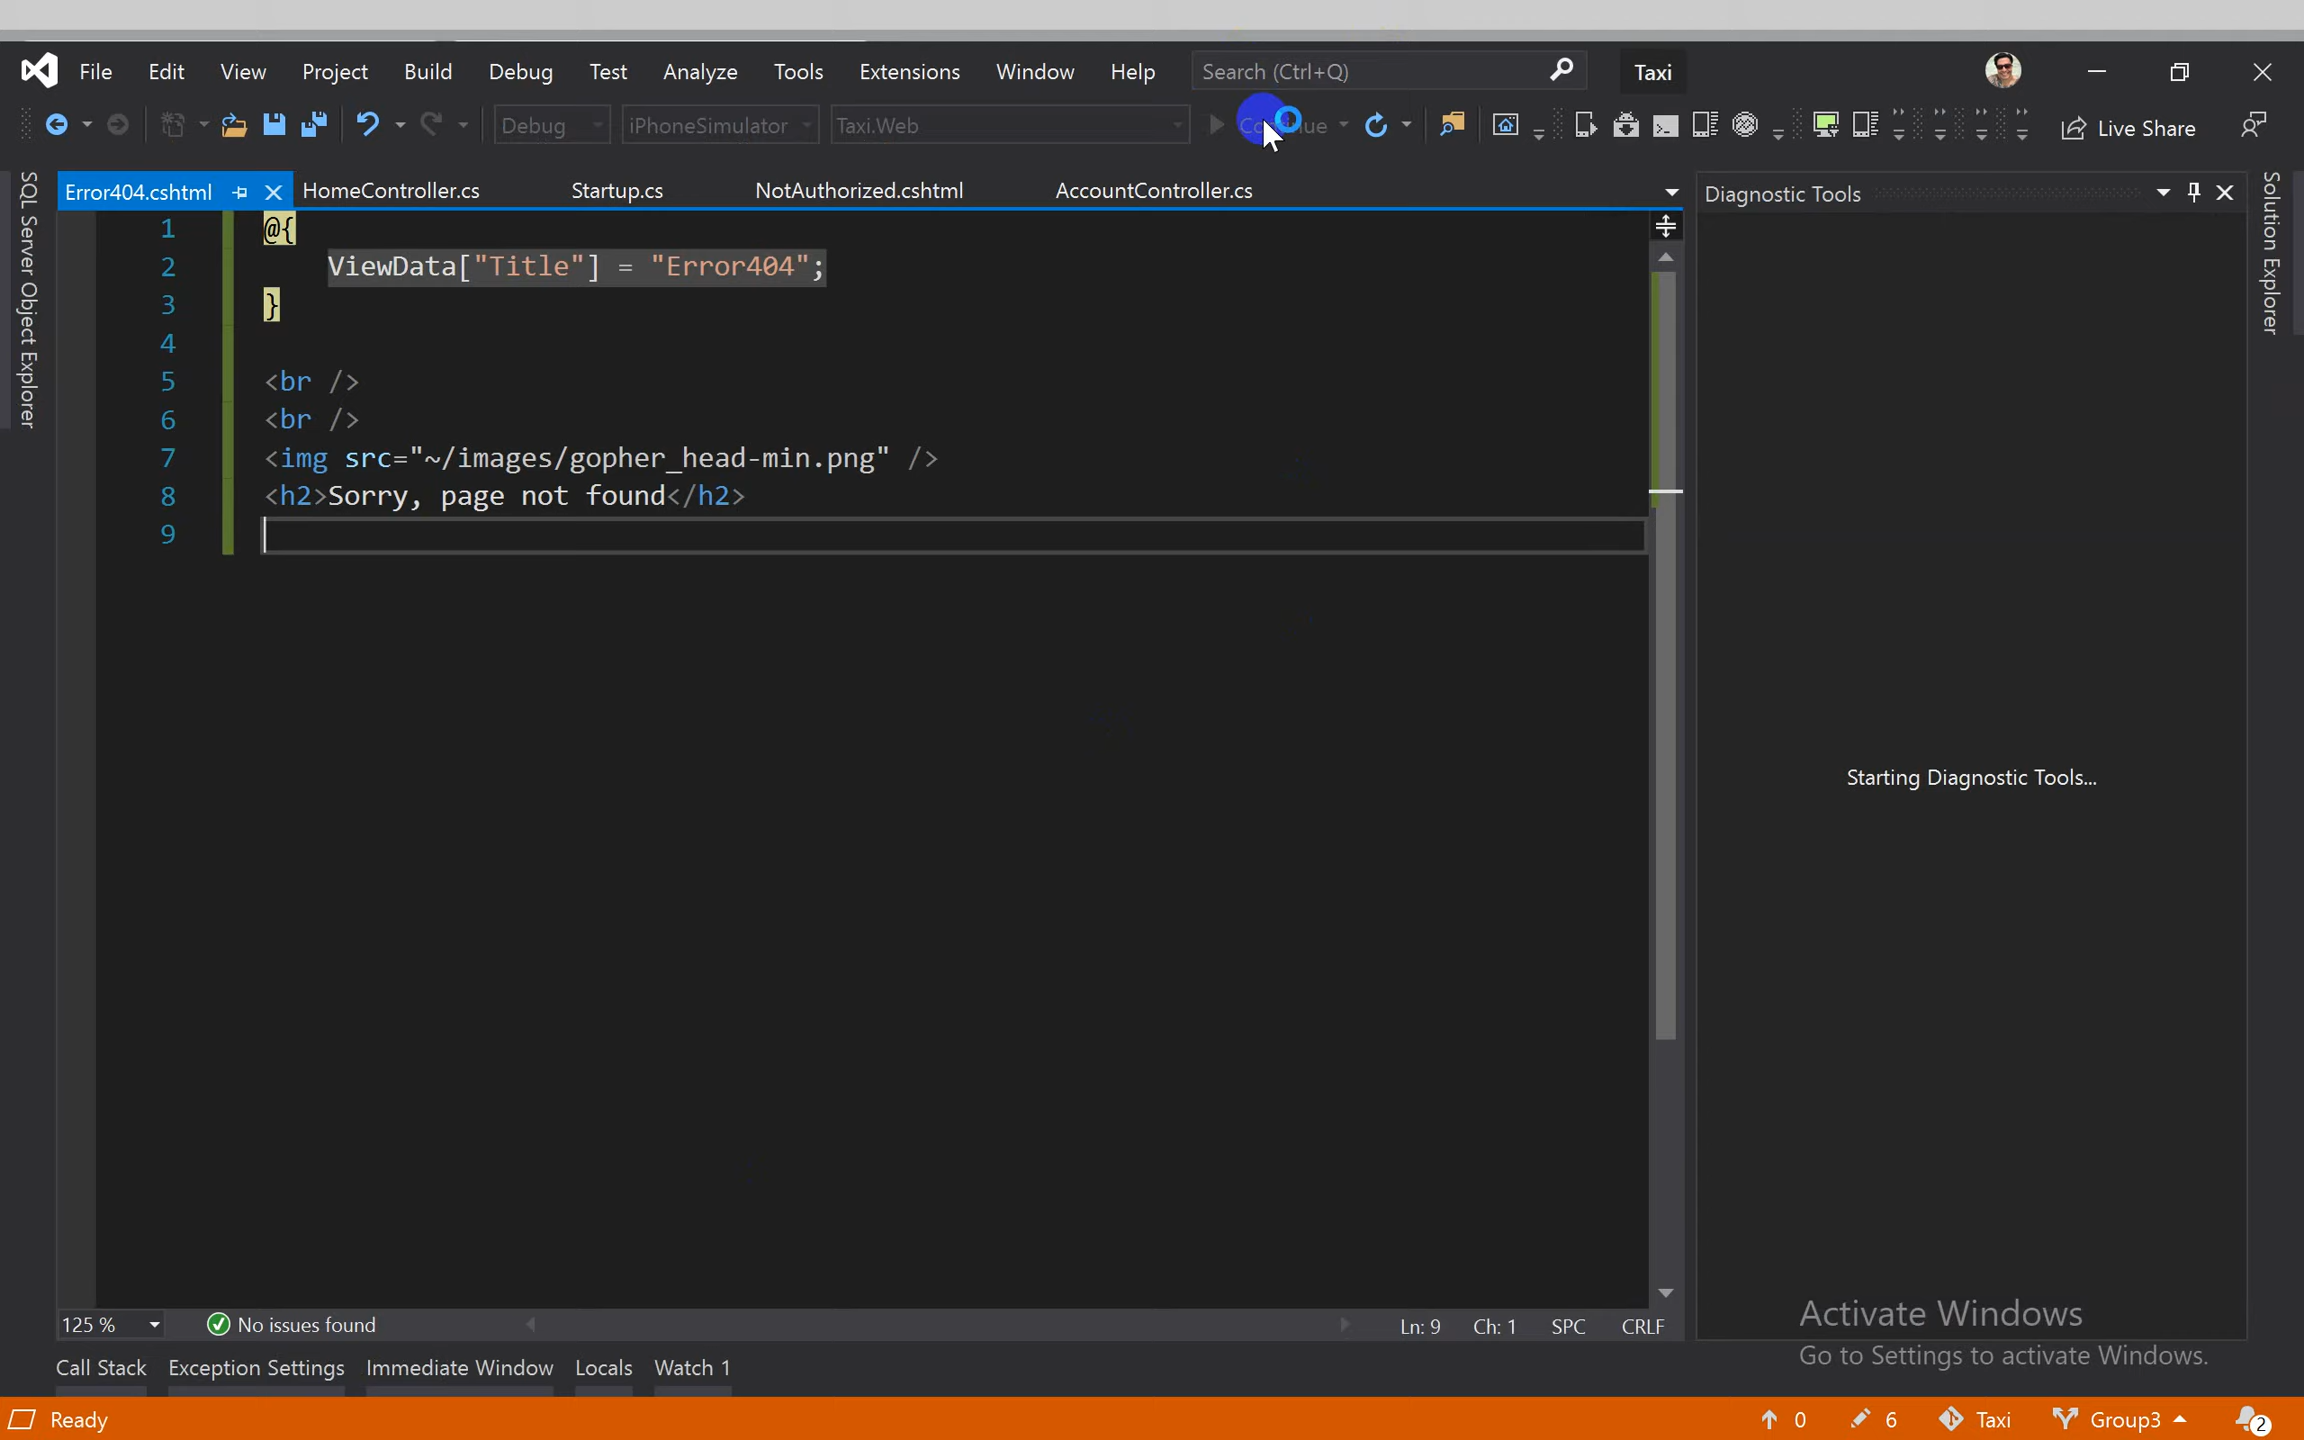 File Edit View Project Build Debug Test Analyze Tools Extensions Window Help Search (Ctrl+Q) Taxi
Debug iPhoneSimulator Taxi.Web Continue Live Share
Error404.cshtml HomeController.cs Startup.cs NotAuthorized.cshtml AccountController.cs
Diagnostic Tools
SQL Server Object Explorer
Solution Explorer
1 @{
2 ViewData["Title"] = "Error404";
3 }
4
5 <br />
6 <br />
7 <img src="~/images/gopher_head-min.png" />
8 <h2>Sorry, page not found</h2>
9
Starting Diagnostic Tools...
Activate Windows
Go to Settings to activate Windows.
125 % No issues found Ln: 9 Ch: 1 SPC CRLF
Call Stack Exception Settings Immediate Window Locals Watch 1
Ready 0 6 Taxi Group3 2